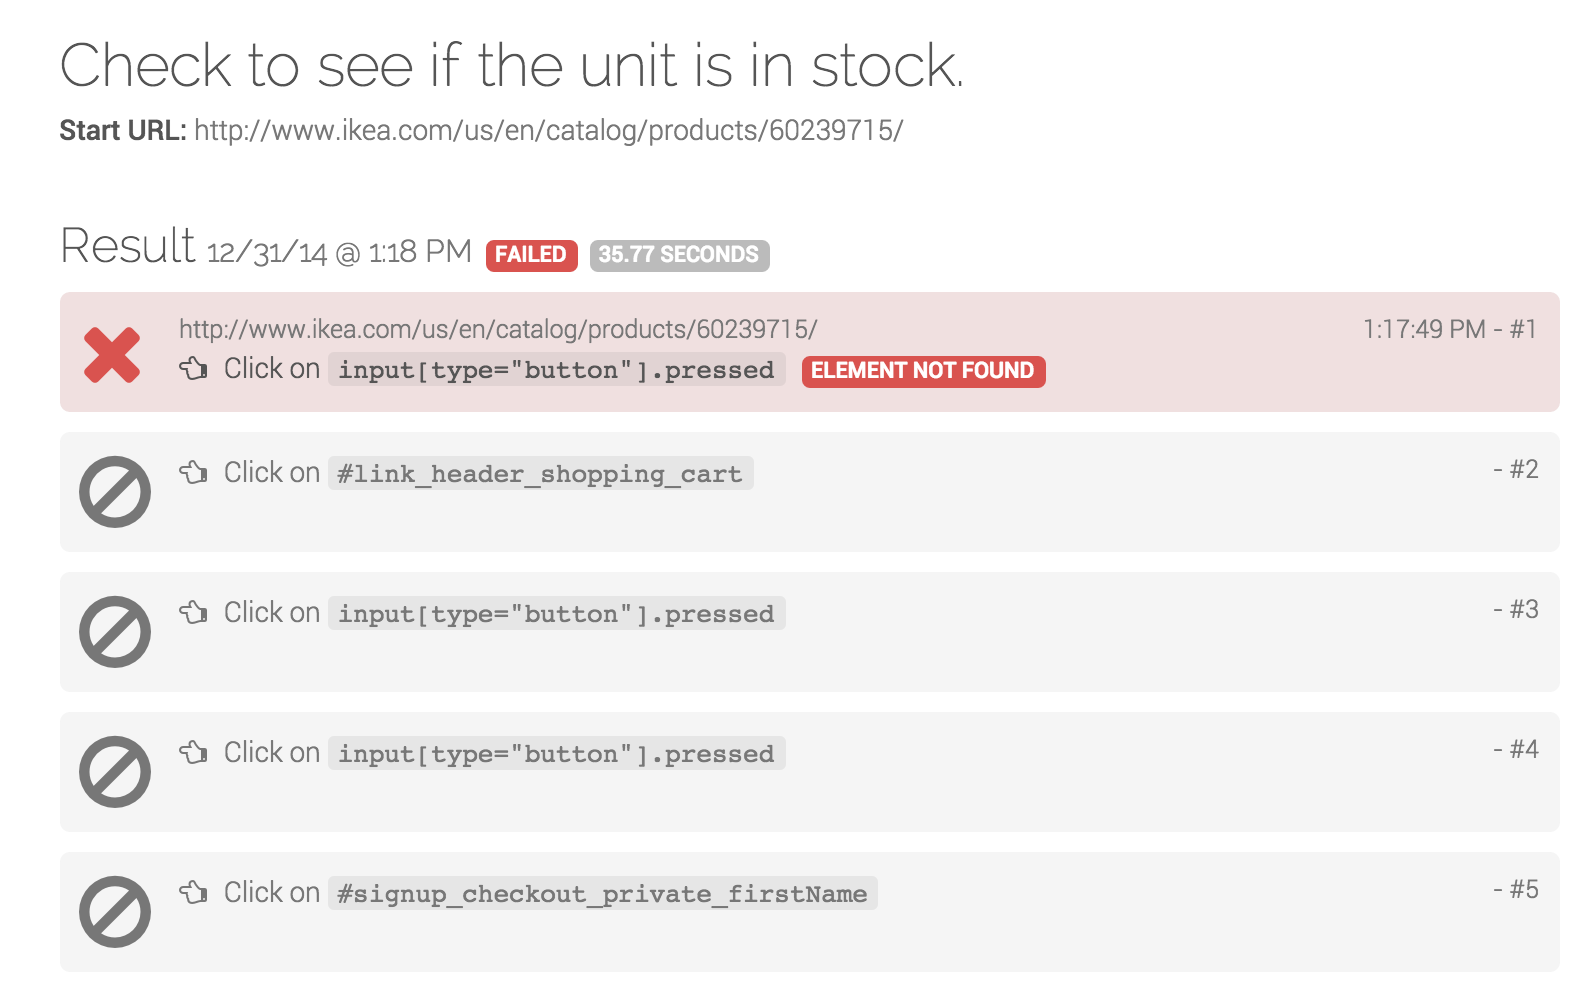 Check to see if the unit is in stock.
Start URL: http://www.ikea.com/us/en/catalog/products/60239715/
Result 12/31/14 @ 1:18 PM FAILED 35.77 SECONDS
http://www.ikea.com/us/en/catalog/products/60239715/ 1:17:49 PM - #1
Click on input[type="button"].pressed ELEMENT NOT FOUND
Click on #link_header_shopping_cart - #2
Click on input[type="button"].pressed - #3
Click on input[type="button"].pressed - #4
Click on #signup_checkout_private_firstName - #5